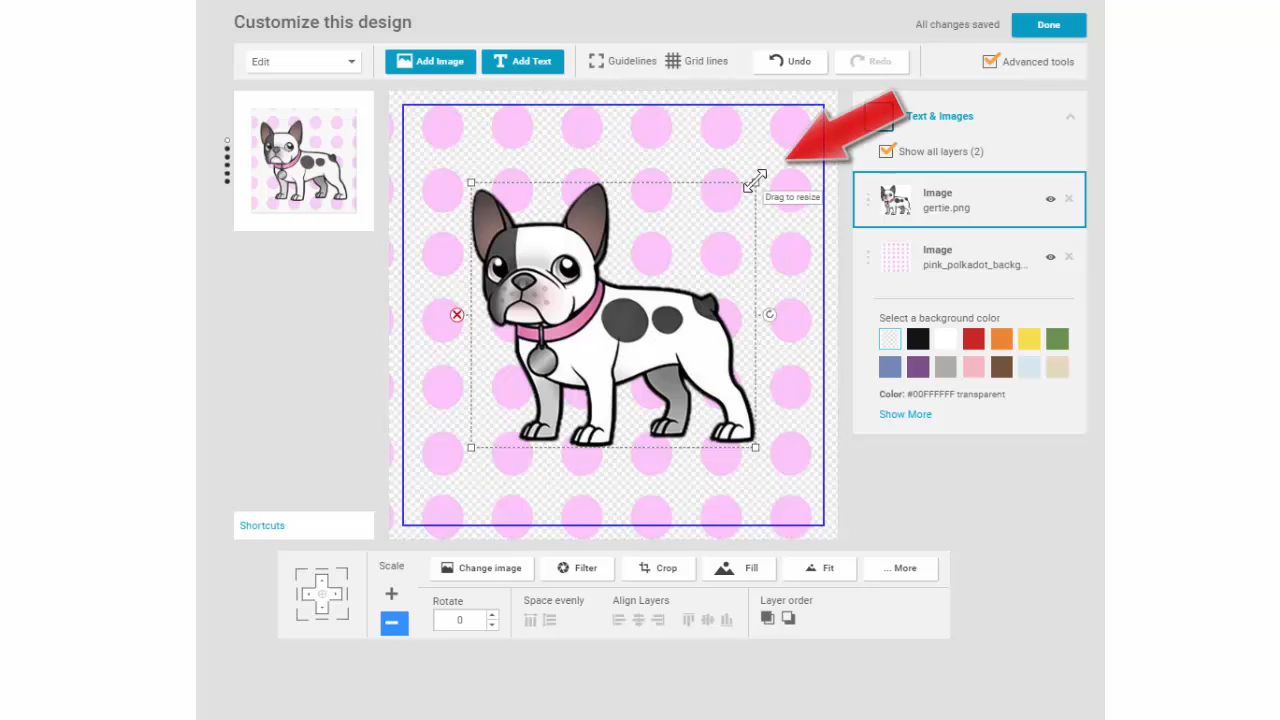 Customize this design
All changes saved
Done
Edit
Add Image
Add Text
Guidelines
Grid lines
Undo
Redo
Advanced tools
Text & Images
Show all layers (2)
Image
gertie.png
Drag to resize
Image
pink_polkadot_backg...
Select a background color
Color: #00FFFFFF transparent
Show More
Shortcuts
Scale
Change image
Filter
Crop
Fill
Fit
... More
Rotate
0
Space evenly
Align Layers
Layer order